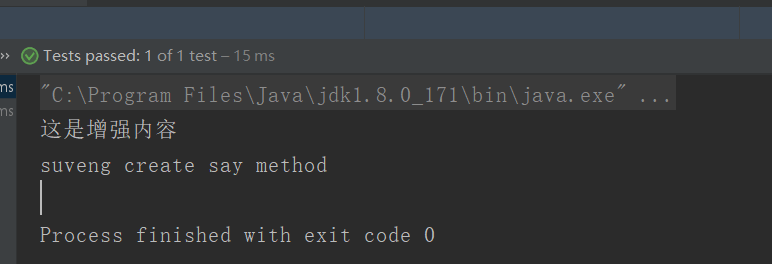 Tests passed: 1 of 1 test – 15 ms
ms
"C:\Program Files\Java\jdk1.8.0_171\bin\java.exe" ...
ms
这是增强内容
suveng create say method
Process finished with exit code 0